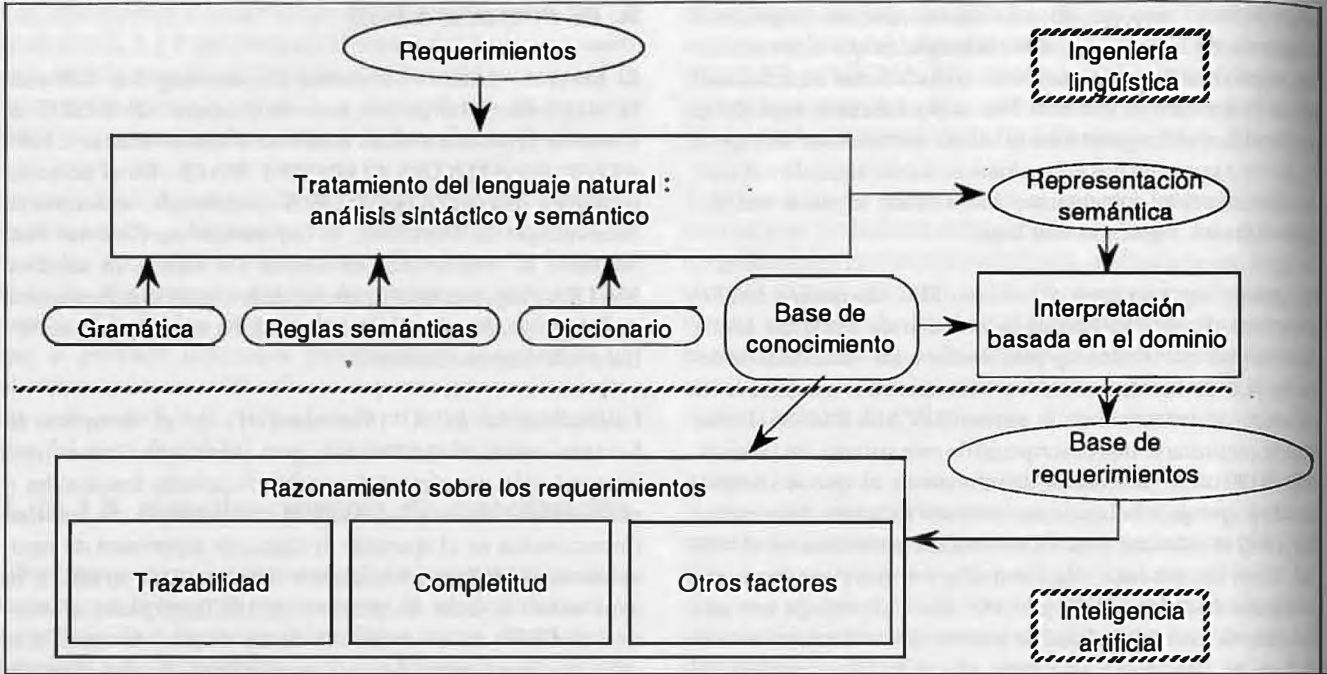 Requerimientos
Ingeniería
lingüística
Tratamiento del lenguaje natural :
análisis sintáctico y semántico
Representación
semántica
Gramática
Reglas semánticas
Diccionario
Base de
conocimiento
Interpretación
basada en el dominio
Base de
requerimientos
Razonamiento sobre los requerimientos
Trazabilidad
Completitud
Otros factores
Inteligencia
artificial